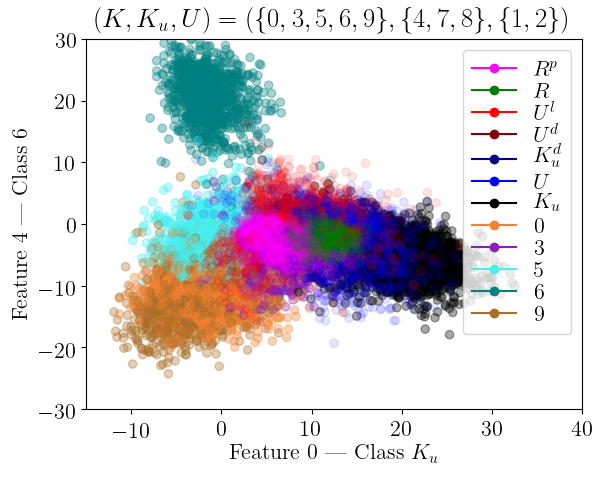 (K, K_u, U) = ({0, 3, 5, 6, 9}, {4, 7, 8}, {1, 2})
30
20
10
0
−10
−20
−30
Feature 4 — Class 6
R^p
R
U^l
U^d
K_u^d
U
K_u
0
3
5
6
9
−10
0
10
20
30
40
Feature 0 — Class K_u